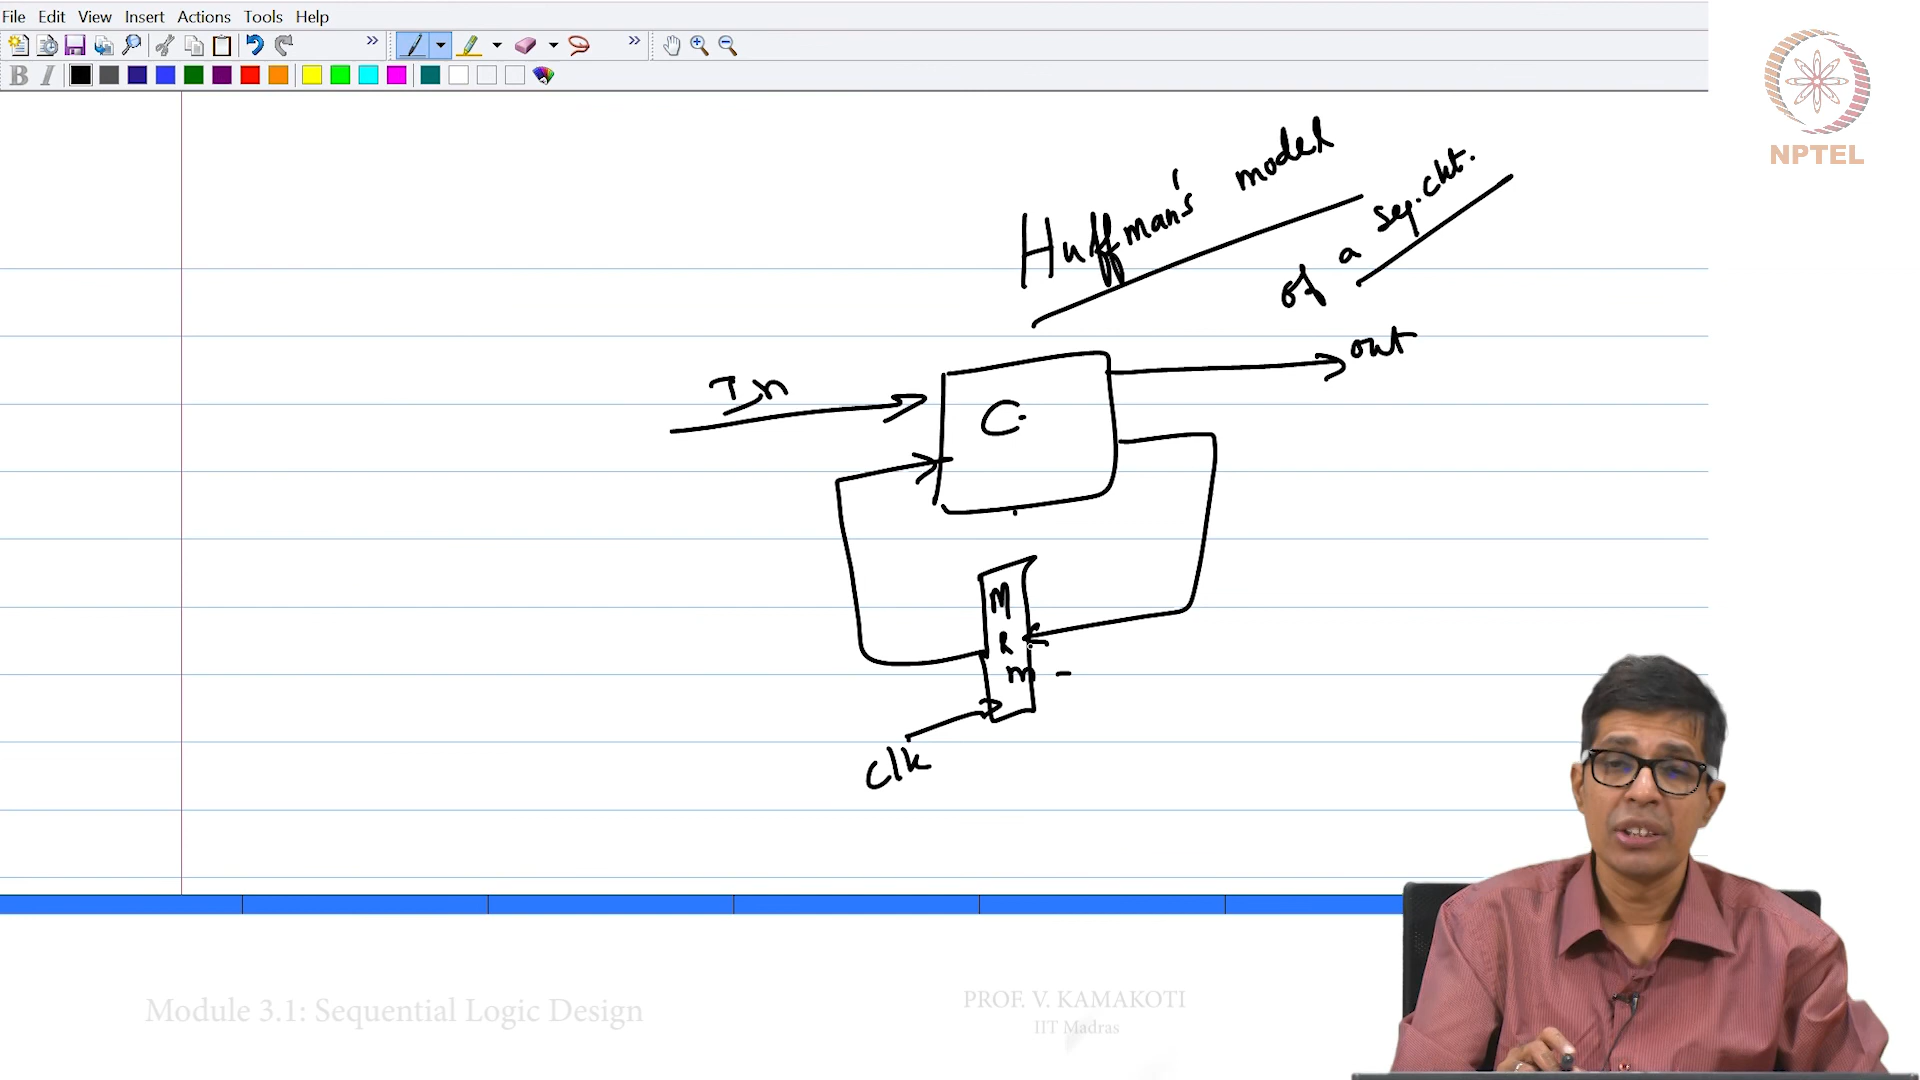 File Edit View Insert Actions Tools Help
B I
NPTEL
Huffman's model
of a seq. ckt.
In
out
C
M
R
M
clk
Module 3.1: Sequential Logic Design
PROF. V. KAMAKOTI
IIT Madras